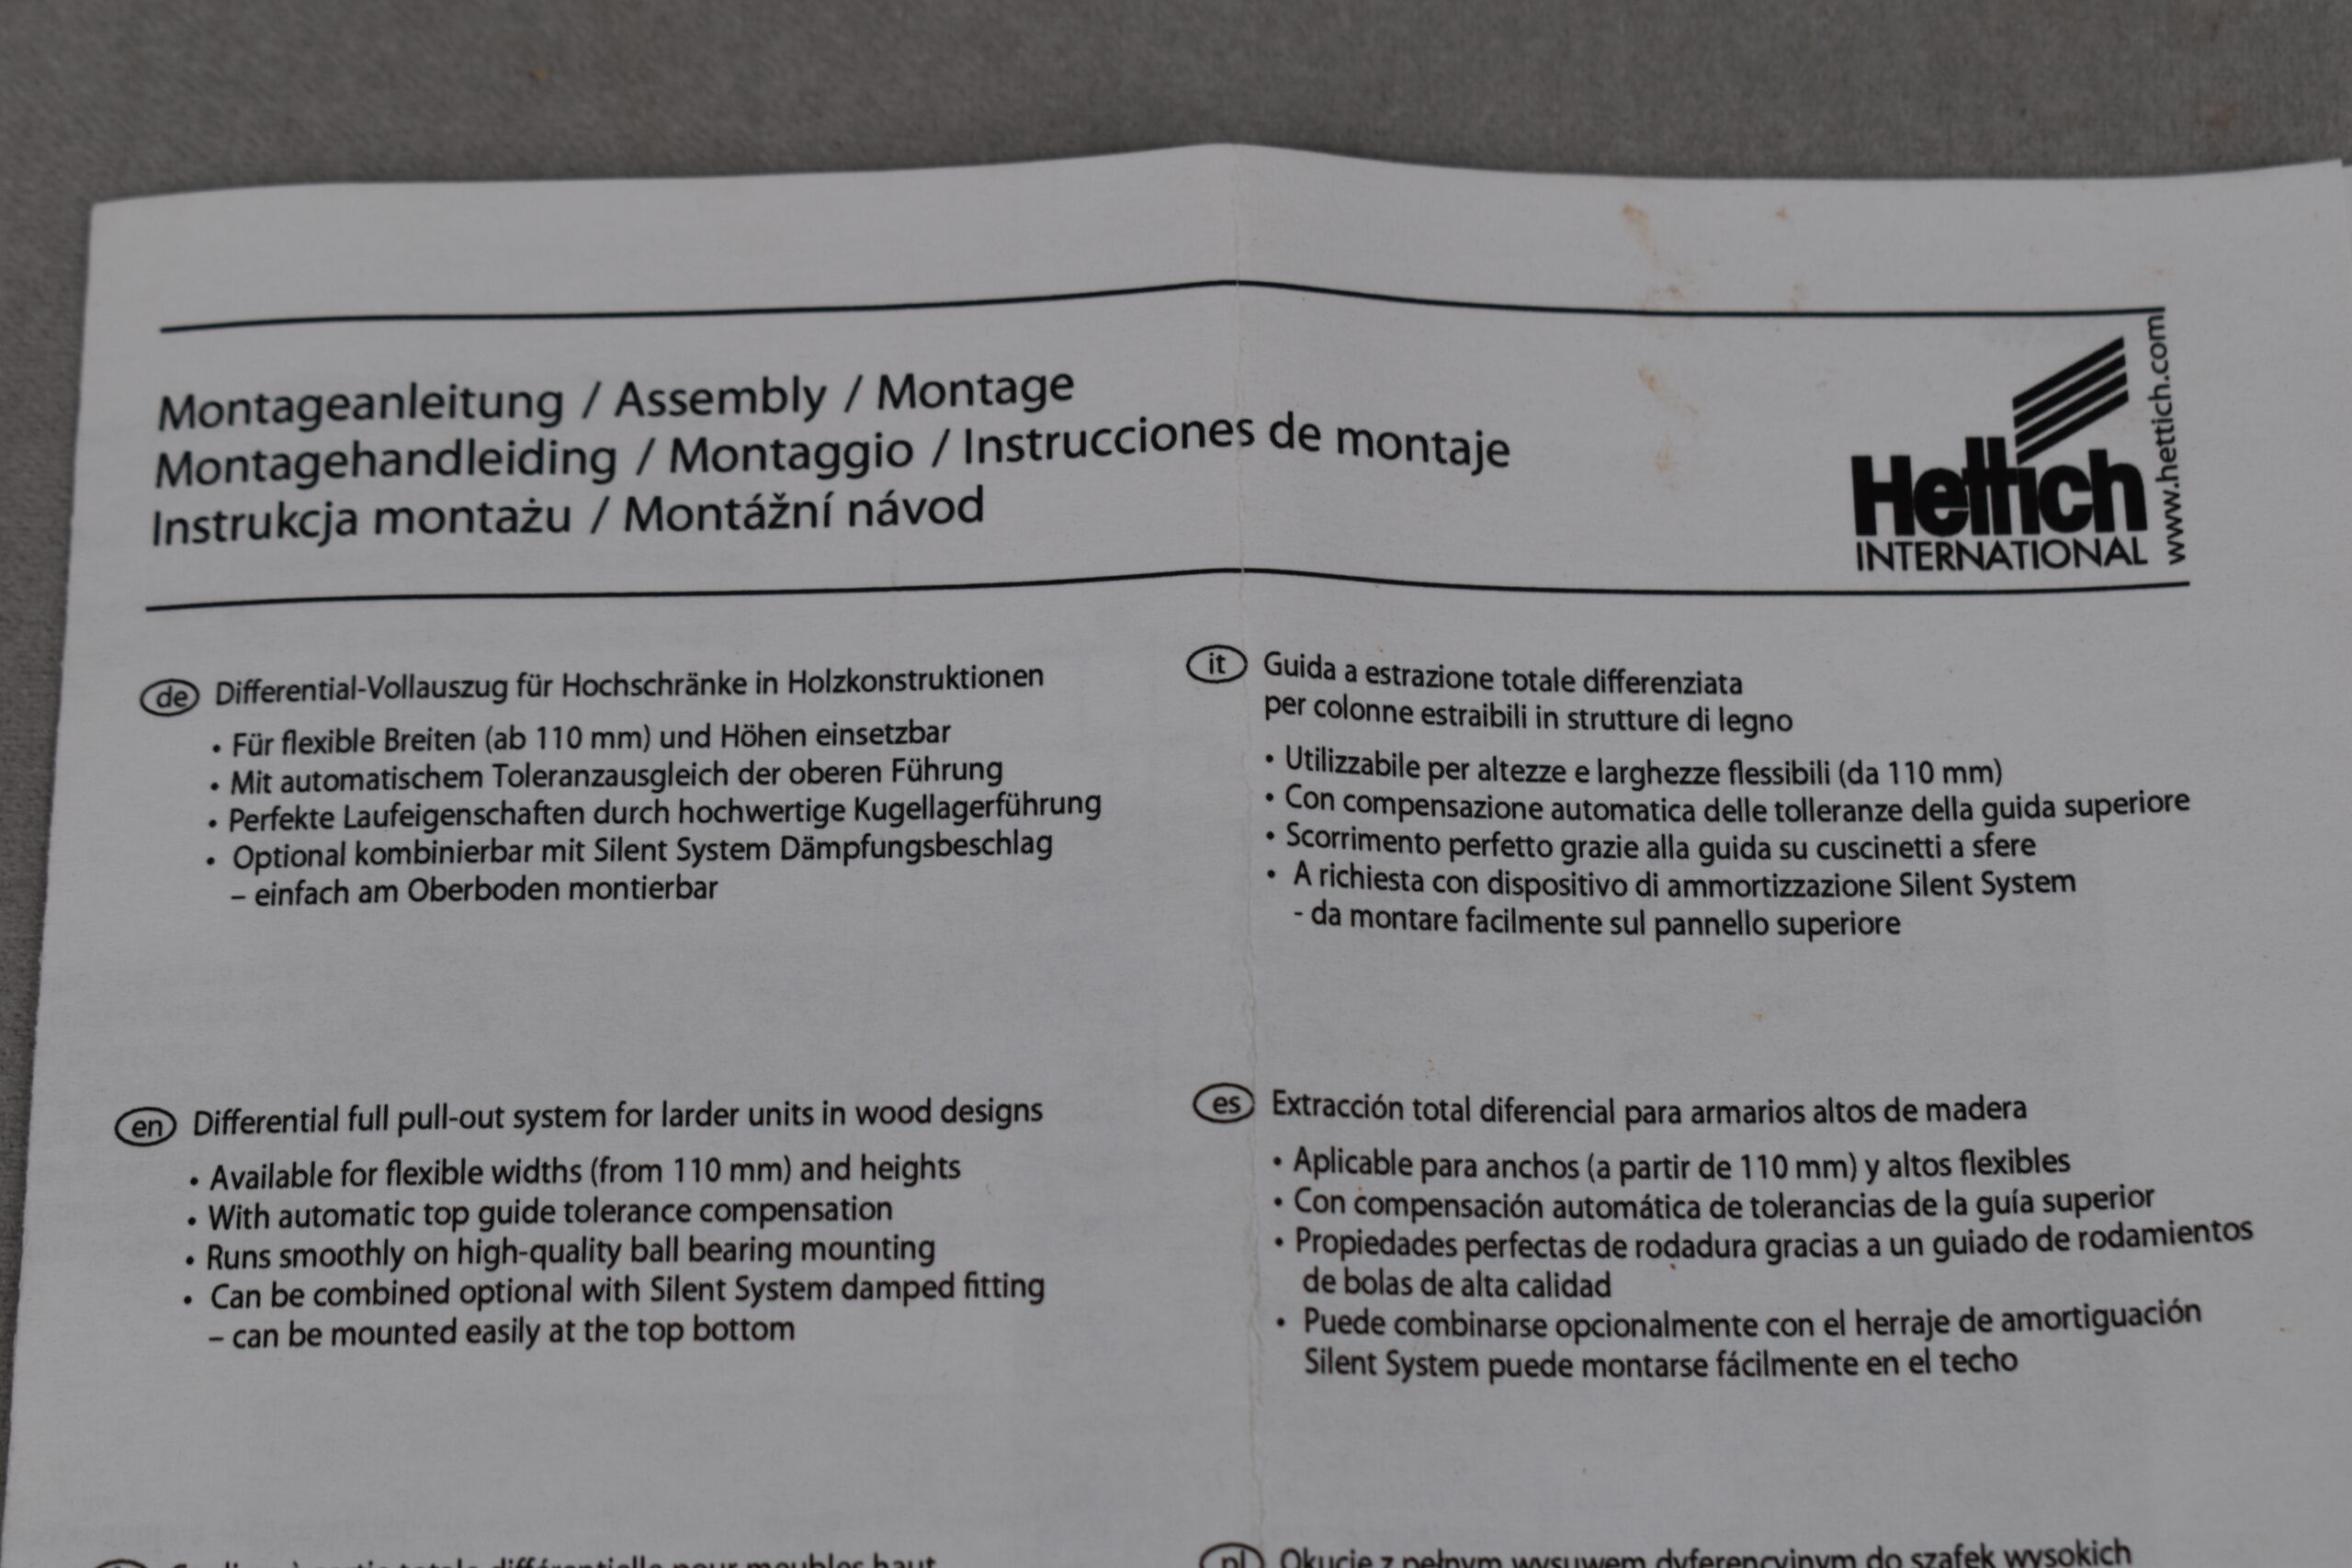 Montageanleitung / Assembly / Montage
Montagehandleiding / Montaggio / Instrucciones de montaje
Instrukcja montażu / Montážní návod
Hettich
INTERNATIONAL
www.hettich.com
de Differential-Vollauszug für Hochschränke in Holzkonstruktionen
• Für flexible Breiten (ab 110 mm) und Höhen einsetzbar
• Mit automatischem Toleranzausgleich der oberen Führung
• Perfekte Laufeigenschaften durch hochwertige Kugellagerführung
• Optional kombinierbar mit Silent System Dämpfungsbeschlag
– einfach am Oberboden montierbar
en Differential full pull-out system for larder units in wood designs
• Available for flexible widths (from 110 mm) and heights
• With automatic top guide tolerance compensation
• Runs smoothly on high-quality ball bearing mounting
• Can be combined optional with Silent System damped fitting
– can be mounted easily at the top bottom
it Guida a estrazione totale differenziata
per colonne estraibili in strutture di legno
• Utilizzabile per altezze e larghezze flessibili (da 110 mm)
• Con compensazione automatica delle tolleranze della guida superiore
• Scorrimento perfetto grazie alla guida su cuscinetti a sfere
• A richiesta con dispositivo di ammortizzazione Silent System
- da montare facilmente sul pannello superiore
es Extracción total diferencial para armarios altos de madera
• Aplicable para anchos (a partir de 110 mm) y altos flexibles
• Con compensación automática de tolerancias de la guía superior
• Propiedades perfectas de rodadura gracias a un guiado de rodamientos
de bolas de alta calidad
• Puede combinarse opcionalmente con el herraje de amortiguación
Silent System puede montarse fácilmente en el techo
pl Okucie z pełnym wysuwem dyferencyjnym do szafek wysokich